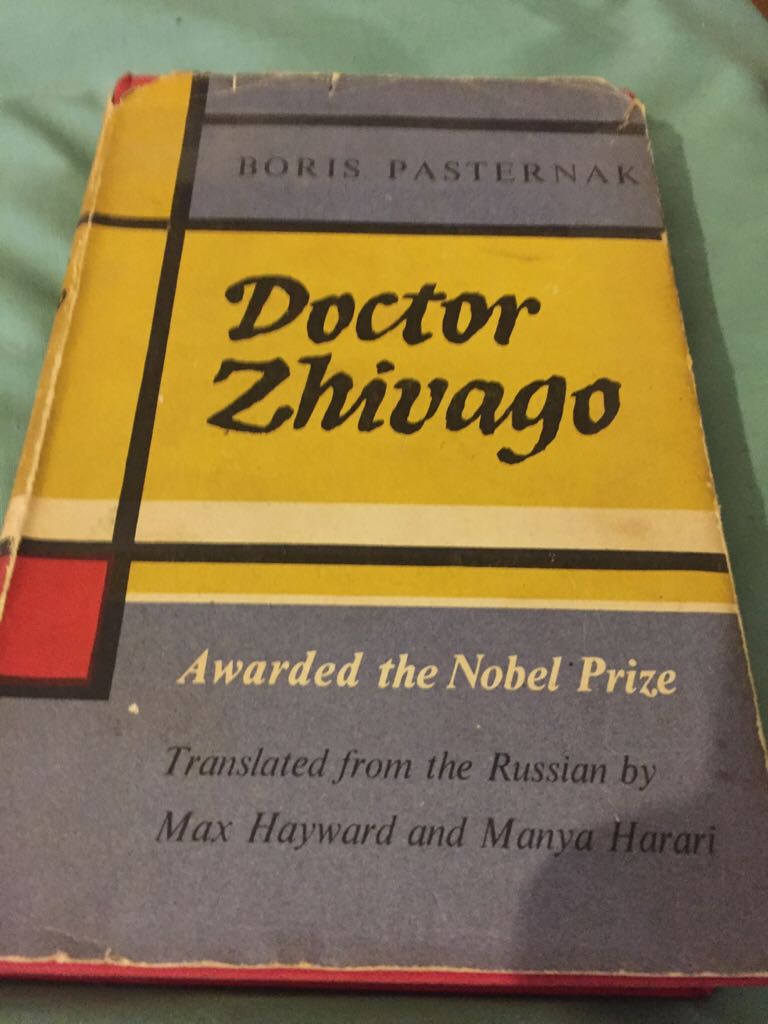 BORIS PASTERNAK
Doctor
Zhivago
Awarded the Nobel Prize
Translated from the Russian by
Max Hayward and Manya Harari